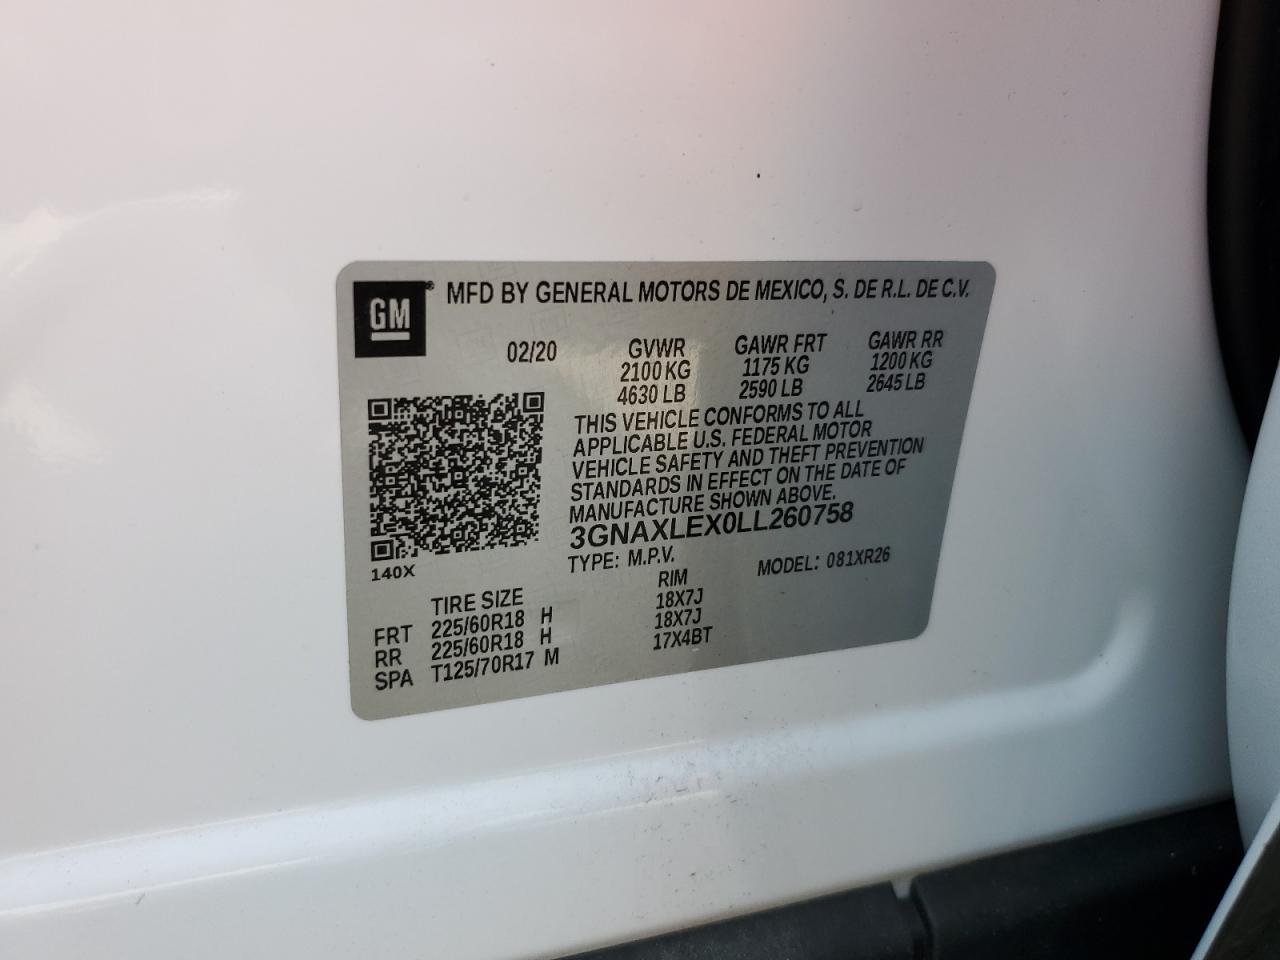 GM® MFD BY GENERAL MOTORS DE MEXICO, S. DE R.L. DE C.V.
02/20 GVWR GAWR FRT GAWR RR
2100 KG 1175 KG 1200 KG
4630 LB 2590 LB 2645 LB
THIS VEHICLE CONFORMS TO ALL
APPLICABLE U.S. FEDERAL MOTOR
VEHICLE SAFETY AND THEFT PREVENTION
STANDARDS IN EFFECT ON THE DATE OF
MANUFACTURE SHOWN ABOVE.
3GNAXLEX0LL260758
140X TYPE: M.P.V. MODEL: 081XR26
TIRE SIZE RIM
FRT 225/60R18 H 18X7J
RR 225/60R18 H 18X7J
SPA T125/70R17 M 17X4BT